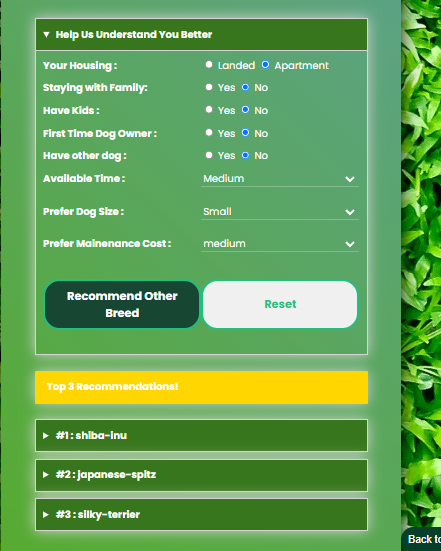 Help Us Understand You Better
Your Housing : Landed Apartment
Staying with Family: Yes No
Have Kids : Yes No
First Time Dog Owner : Yes No
Have other dog : Yes No
Available Time : Medium
Prefer Dog Size : Small
Prefer Mainenance Cost : medium
Recommend Other
Breed
Reset
Top 3 Recommendations!
#1 : shiba-inu
#2 : japanese-spitz
#3 : silky-terrier
Back to